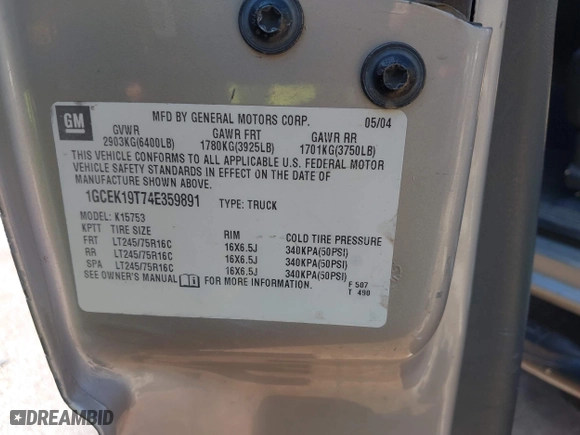 GM
MFD BY GENERAL MOTORS CORP. 05/04
GVWR GAWR FRT GAWR RR
2903KG(6400LB) 1780KG(3925LB) 1701KG(3750LB)
THIS VEHICLE CONFORMS TO ALL APPLICABLE U.S. FEDERAL MOTOR
VEHICLE SAFETY STANDARDS IN EFFECT ON THE DATE OF
MANUFACTURE SHOWN ABOVE.
1GCEK19T74E359891 TYPE: TRUCK
MODEL: K15753
KPTT TIRE SIZE RIM COLD TIRE PRESSURE
FRT LT245/75R16C 16X6.5J 340KPA(50PSI)
RR LT245/75R16C 16X6.5J 340KPA(50PSI)
SPA LT245/75R16C 16X6.5J 340KPA(50PSI)
SEE OWNER'S MANUAL FOR MORE INFORMATION.
F 507
T 490
DREAMBID